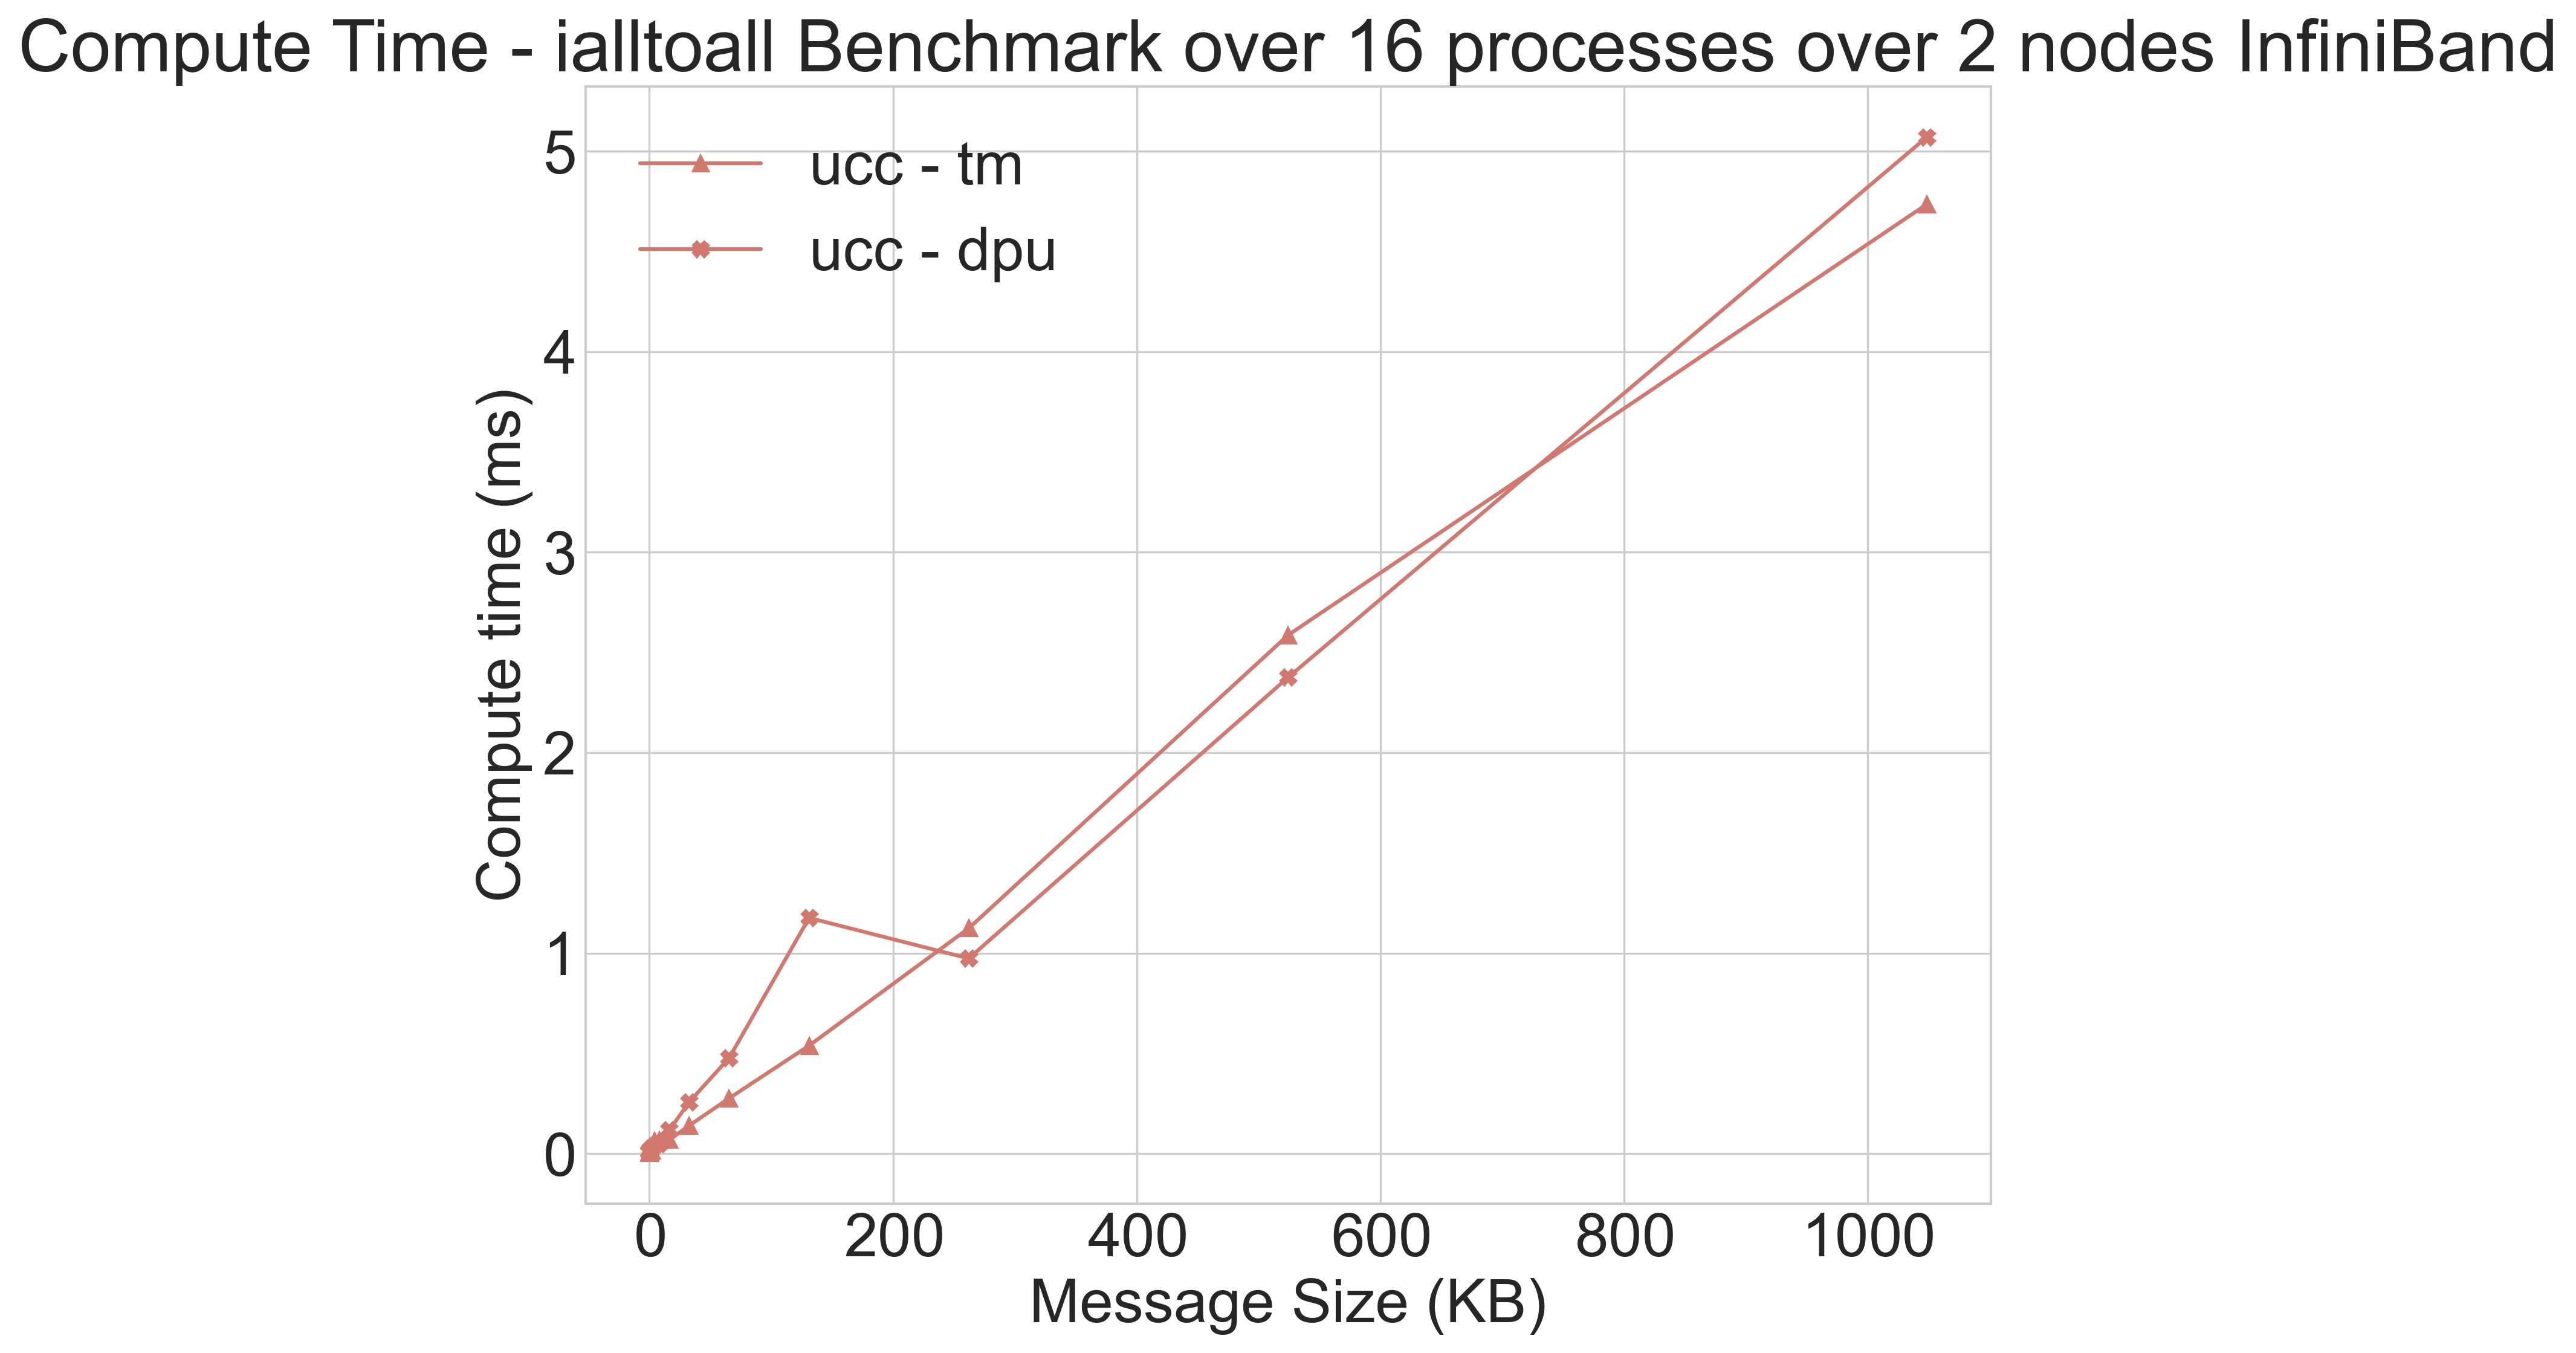 Compute Time - ialltoall Benchmark over 16 processes over 2 nodes InfiniBand
ucc - tm
ucc - dpu
Compute time (ms)
5
4
3
2
1
0
0 200 400 600 800 1000
Message Size (KB)